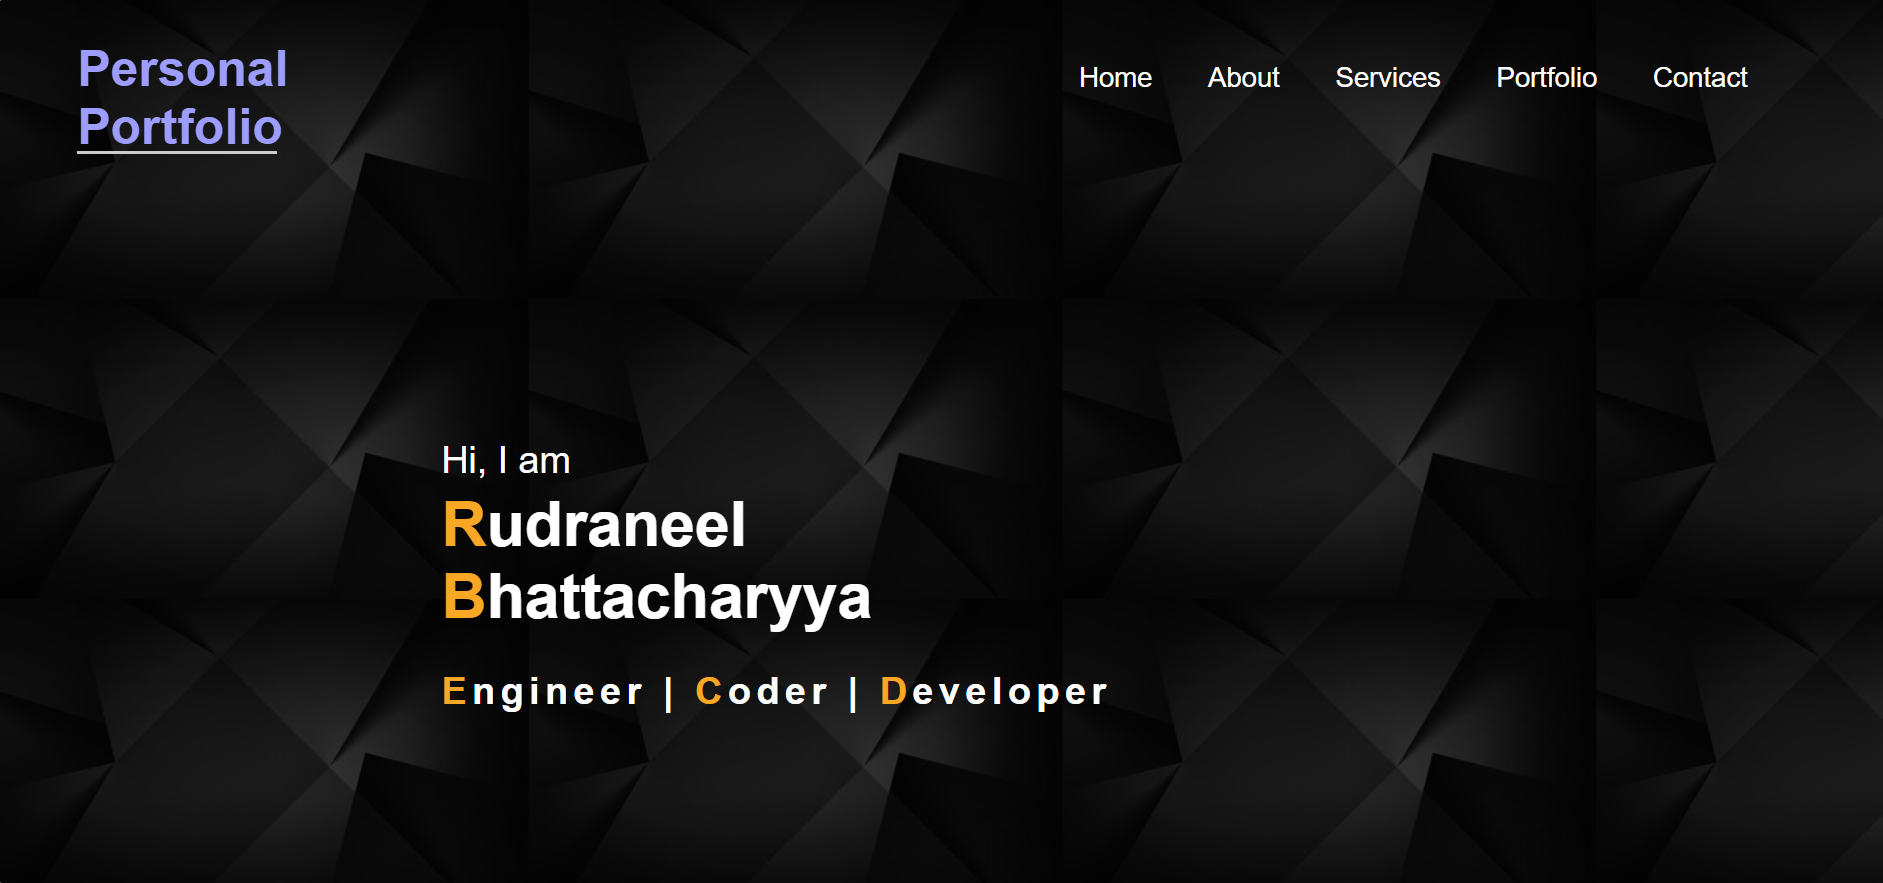 Personal
Portfolio
Home About Services Portfolio Contact
Hi, I am
Rudraneel
Bhattacharyya
Engineer | Coder | Developer